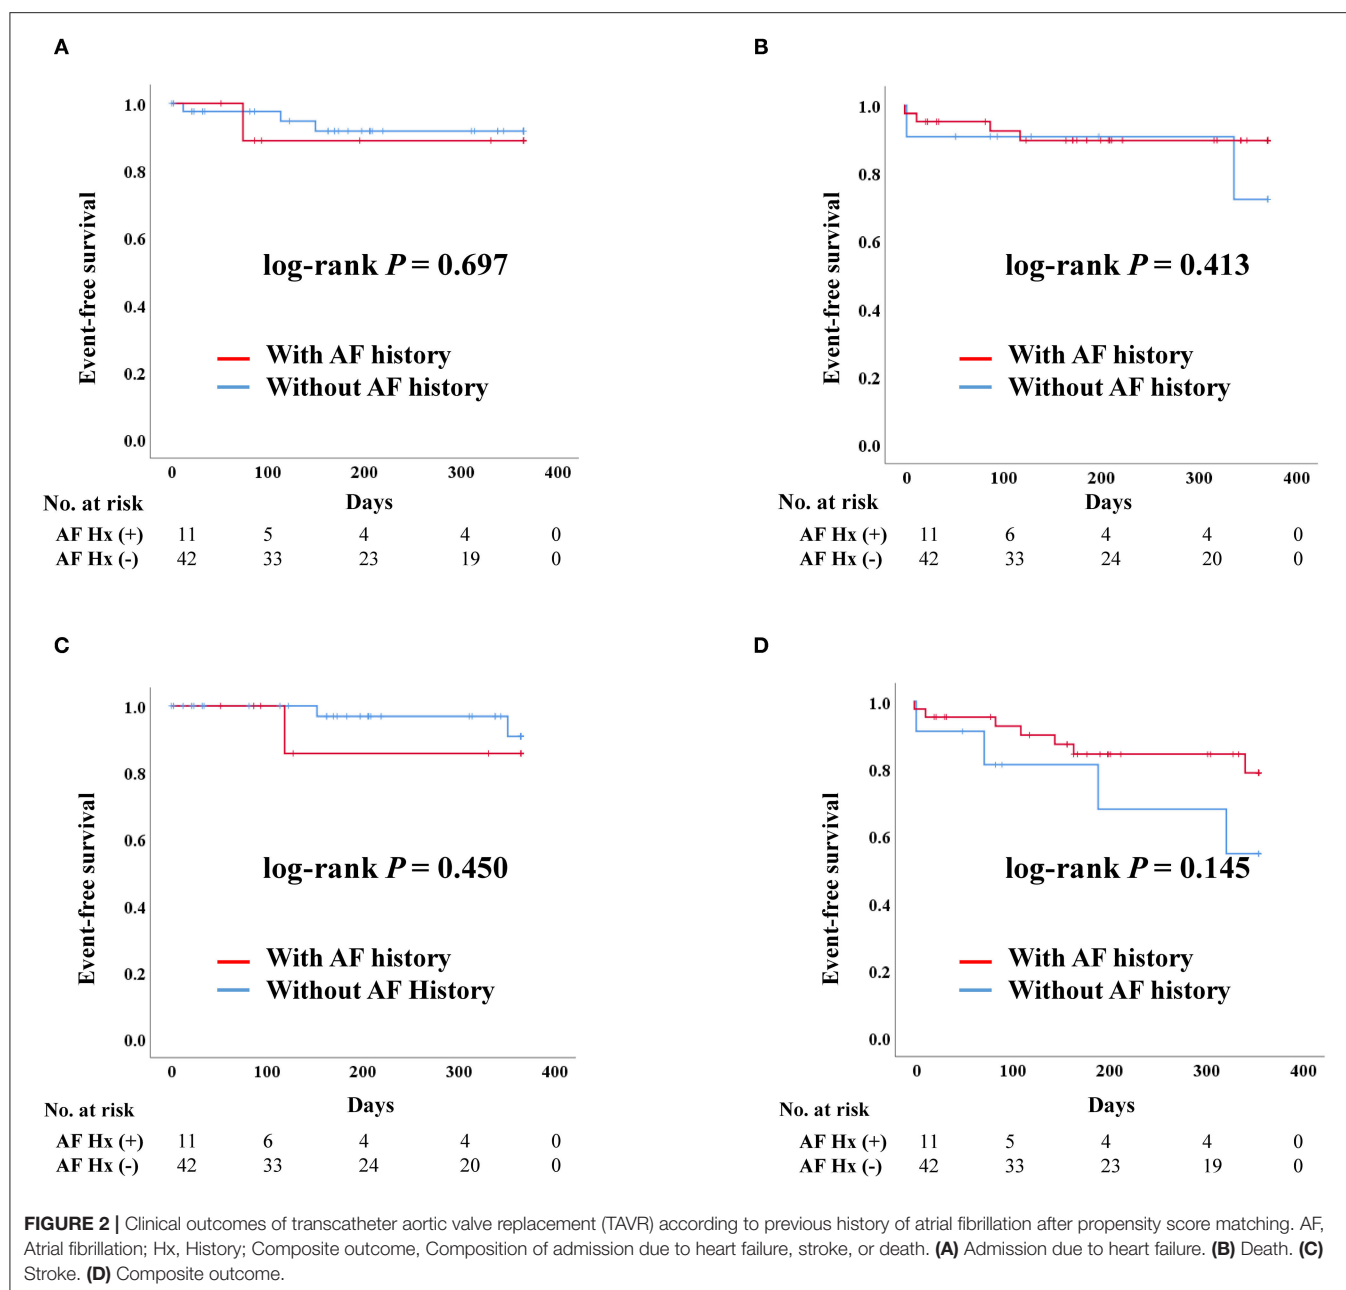 A
1.0
0.8
0.6
0.4
0.2
0.0
Event-free survival
log-rank P = 0.697
With AF history
Without AF history
0 100 200 300 400
Days
No. at risk
AF Hx (+) 11 5 4 4 0
AF Hx (-) 42 33 23 19 0
B
1.0
0.8
0.6
0.4
0.2
0.0
Event-free survival
log-rank P = 0.413
With AF history
Without AF history
0 100 200 300 400
Days
No. at risk
AF Hx (+) 11 6 4 4 0
AF Hx (-) 42 33 24 20 0
C
1.0
0.8
0.6
0.4
0.2
0.0
Event-free survival
log-rank P = 0.450
With AF history
Without AF History
0 100 200 300 400
Days
No. at risk
AF Hx (+) 11 6 4 4 0
AF Hx (-) 42 33 24 20 0
D
1.0
0.8
0.6
0.4
0.2
0.0
Event-free survival
log-rank P = 0.145
With AF history
Without AF history
0 100 200 300 400
Days
No. at risk
AF Hx (+) 11 5 4 4 0
AF Hx (-) 42 33 23 19 0
FIGURE 2 | Clinical outcomes of transcatheter aortic valve replacement (TAVR) according to previous history of atrial fibrillation after propensity score matching. AF,
Atrial fibrillation; Hx, History; Composite outcome, Composition of admission due to heart failure, stroke, or death. (A) Admission due to heart failure. (B) Death. (C)
Stroke. (D) Composite outcome.